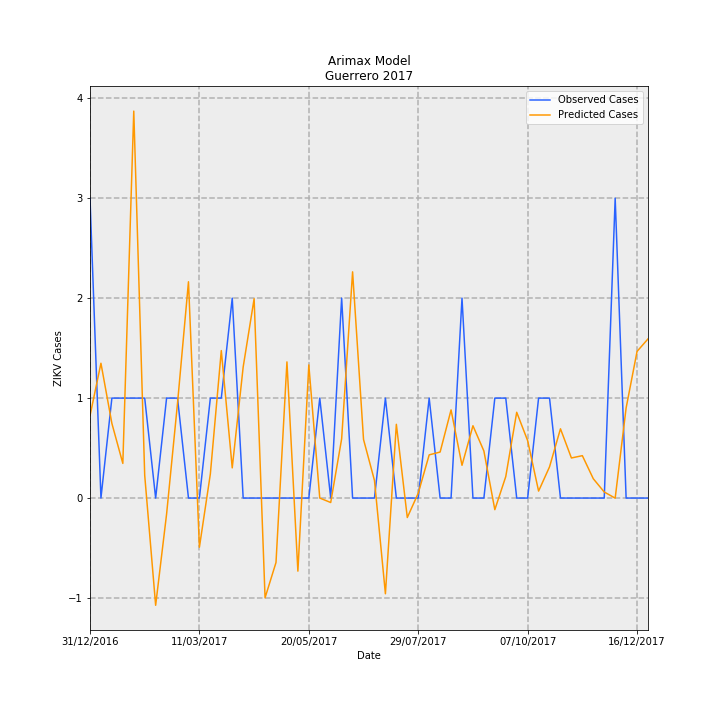 Arimax Model
Guerrero 2017
Observed Cases
Predicted Cases
ZIKV Cases
4
3
2
1
0
−1
31/12/2016 11/03/2017 20/05/2017 29/07/2017 07/10/2017 16/12/2017
Date